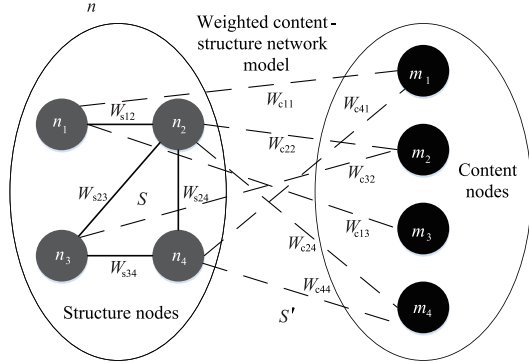 n
Weighted content-
structure network
model
n1
Ws12
n2
Wc11
Wc41
m1
Wc22
m2
Content
nodes
Ws23
S
Ws24
Wc32
Wc13
m3
n3
Ws34
n4
Wc24
Wc44
m4
S'
Structure nodes